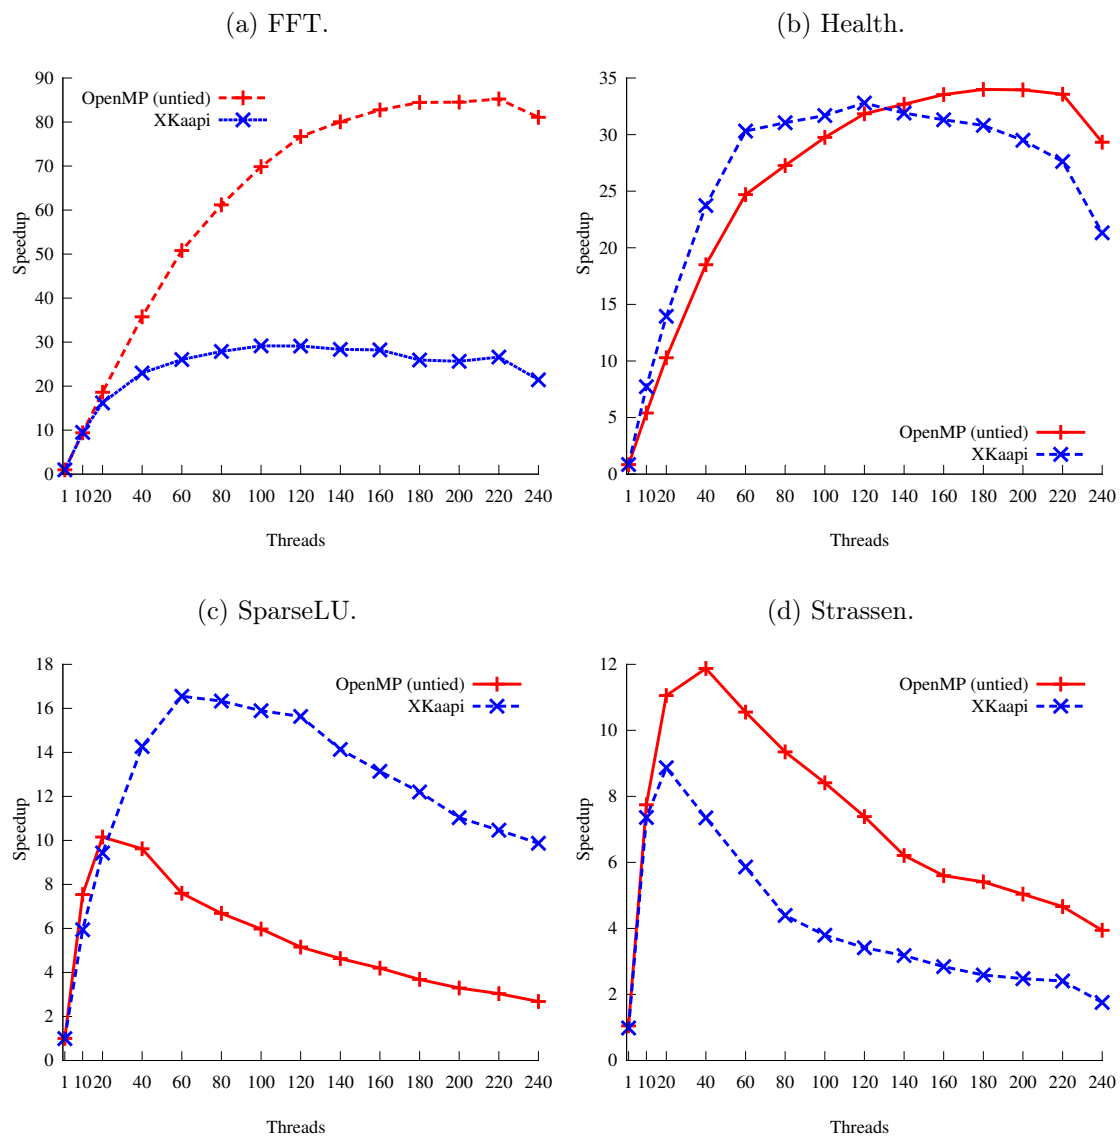 (a) FFT.
90
80
70
60
50
40
30
20
10
0
Speedup
OpenMP (untied)
XKaapi
1 10 20 40 60 80 100 120 140 160 180 200 220 240
Threads
(b) Health.
35
30
25
20
15
10
5
0
Speedup
OpenMP (untied)
XKaapi
1 10 20 40 60 80 100 120 140 160 180 200 220 240
Threads
(c) SparseLU.
18
16
14
12
10
8
6
4
2
0
Speedup
OpenMP (untied)
XKaapi
1 10 20 40 60 80 100 120 140 160 180 200 220 240
Threads
(d) Strassen.
12
10
8
6
4
2
0
Speedup
OpenMP (untied)
XKaapi
1 10 20 40 60 80 100 120 140 160 180 200 220 240
Threads